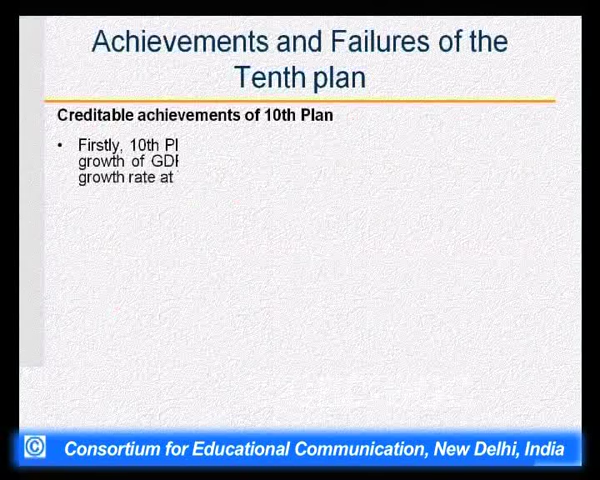 Achievements and Failures of the
Tenth plan
Creditable achievements of 10th Plan
• Firstly, 10th Pl
growth of GDP
growth rate at
© Consortium for Educational Communication, New Delhi, India